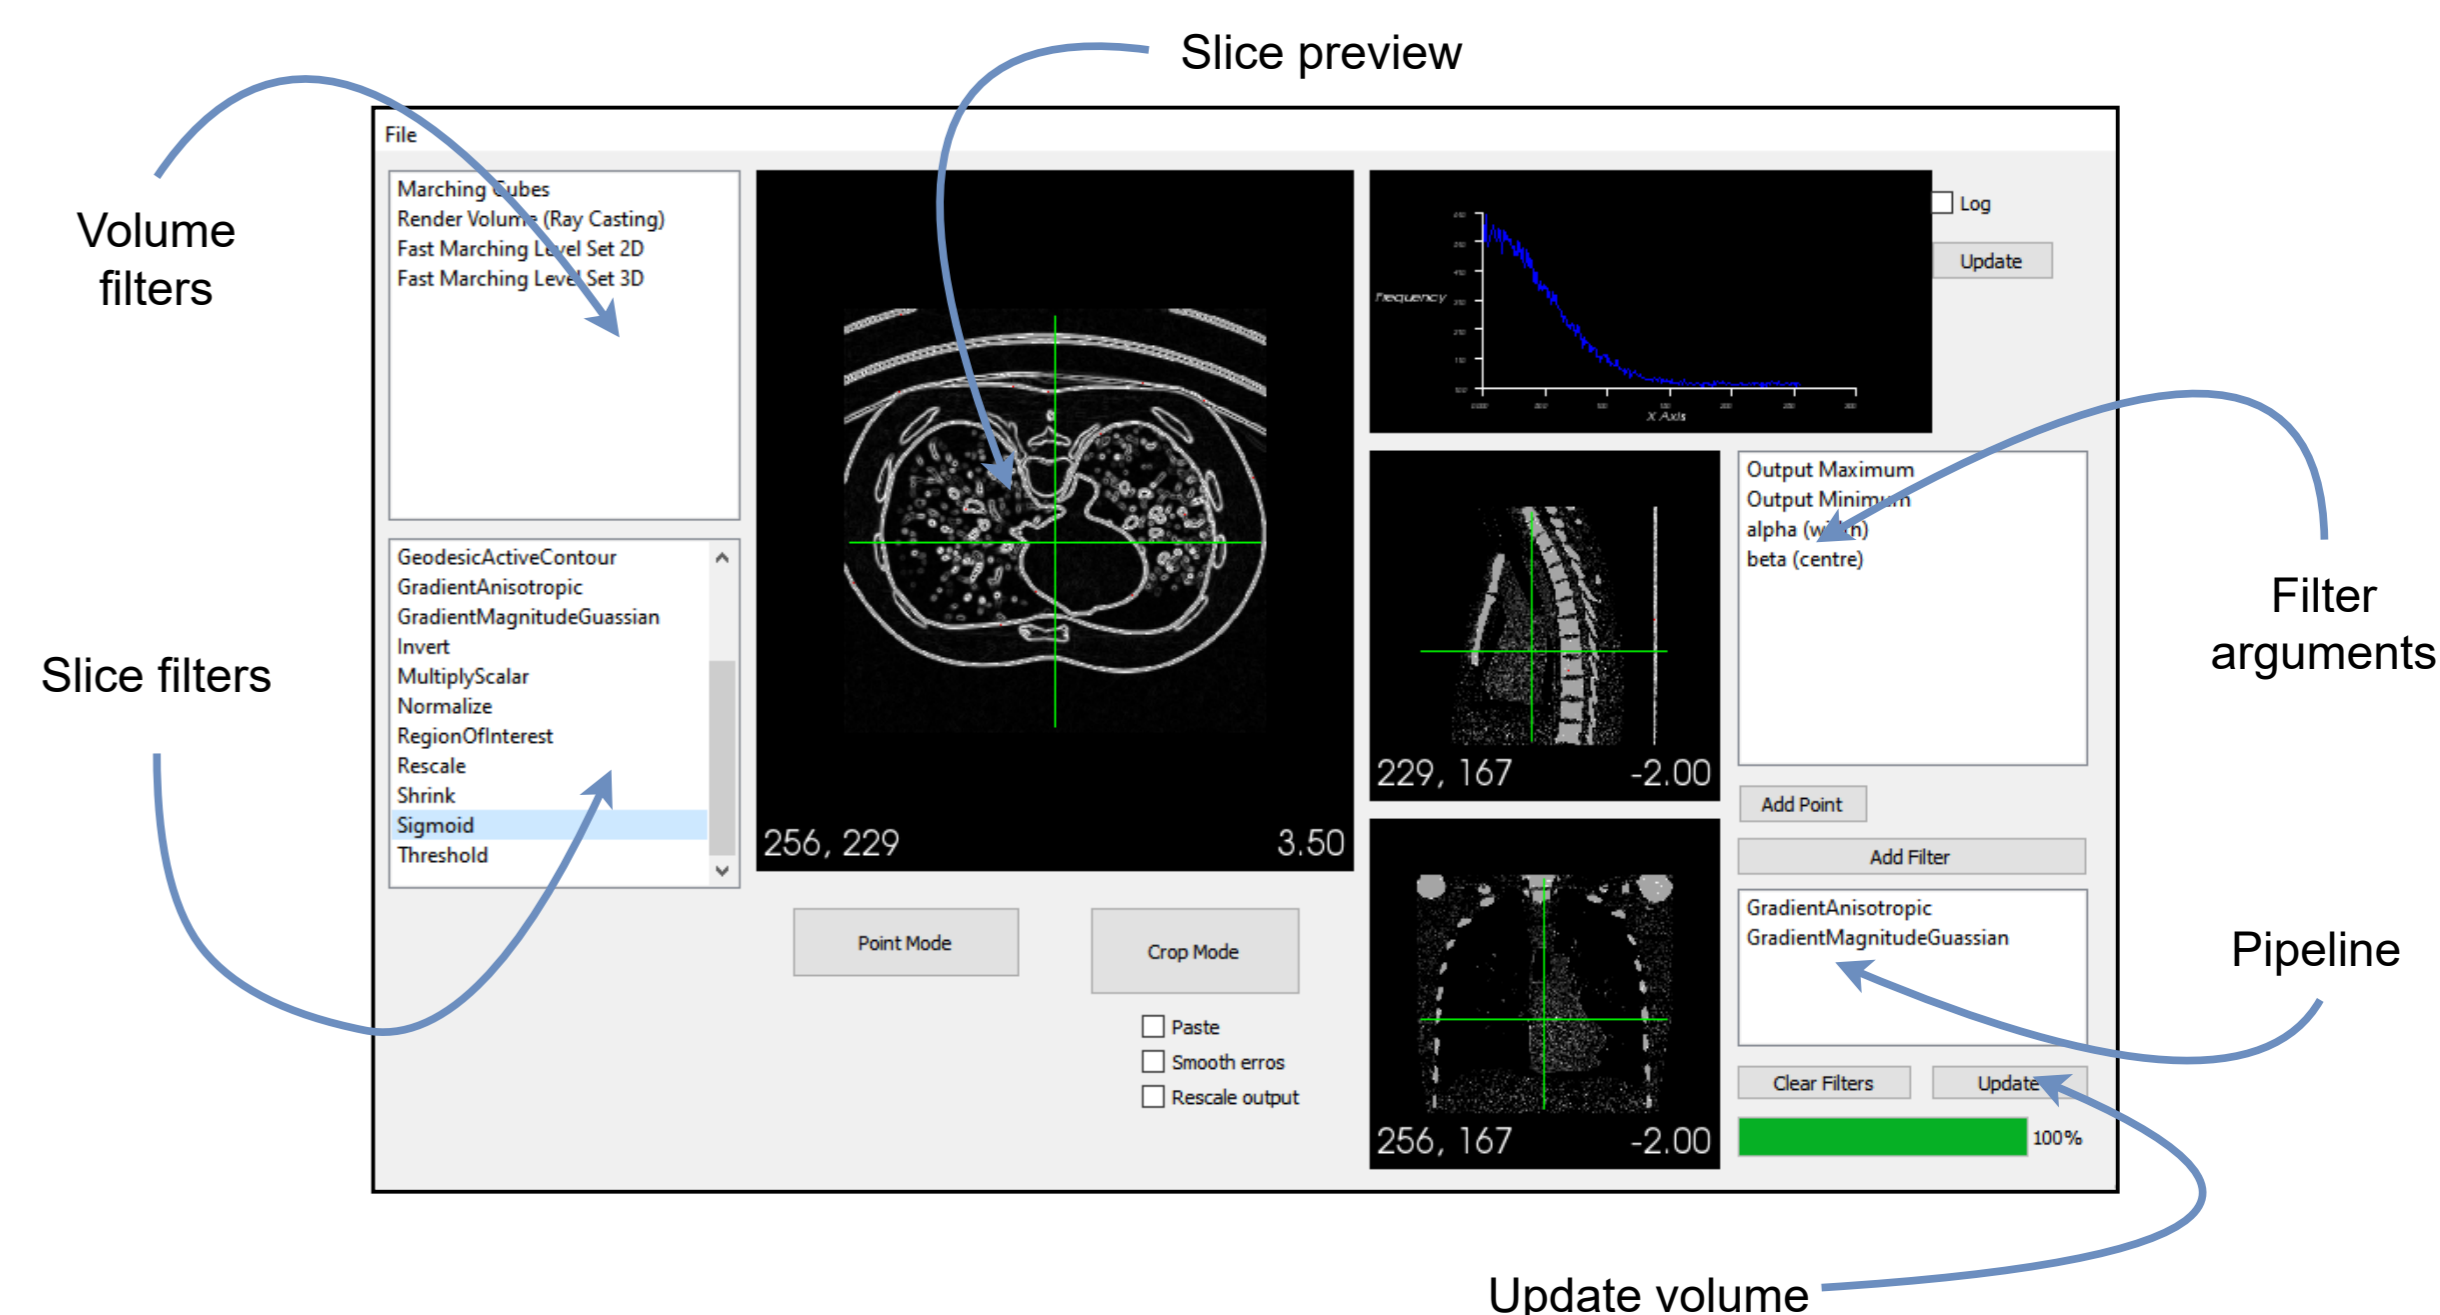 Slice preview
File
Volume
filters
Marching Cubes
Render Volume (Ray Casting)
Fast Marching Level Set 2D
Fast Marching Level Set 3D
Frequency
X Axis
Log
Update
Slice filters
GeodesicActiveContour
GradientAnisotropic
GradientMagnitudeGuassian
Invert
MultiplyScalar
Normalize
RegionOfInterest
Rescale
Shrink
Sigmoid
Threshold
256, 229
3.50
229, 167
-2.00
Output Maximum
Output Minimum
alpha (width)
beta (centre)
Filter
arguments
Add Point
Add Filter
Point Mode
Crop Mode
Paste
Smooth erros
Rescale output
256, 167
-2.00
GradientAnisotropic
GradientMagnitudeGuassian
Pipeline
Clear Filters
Update
100%
Update volume